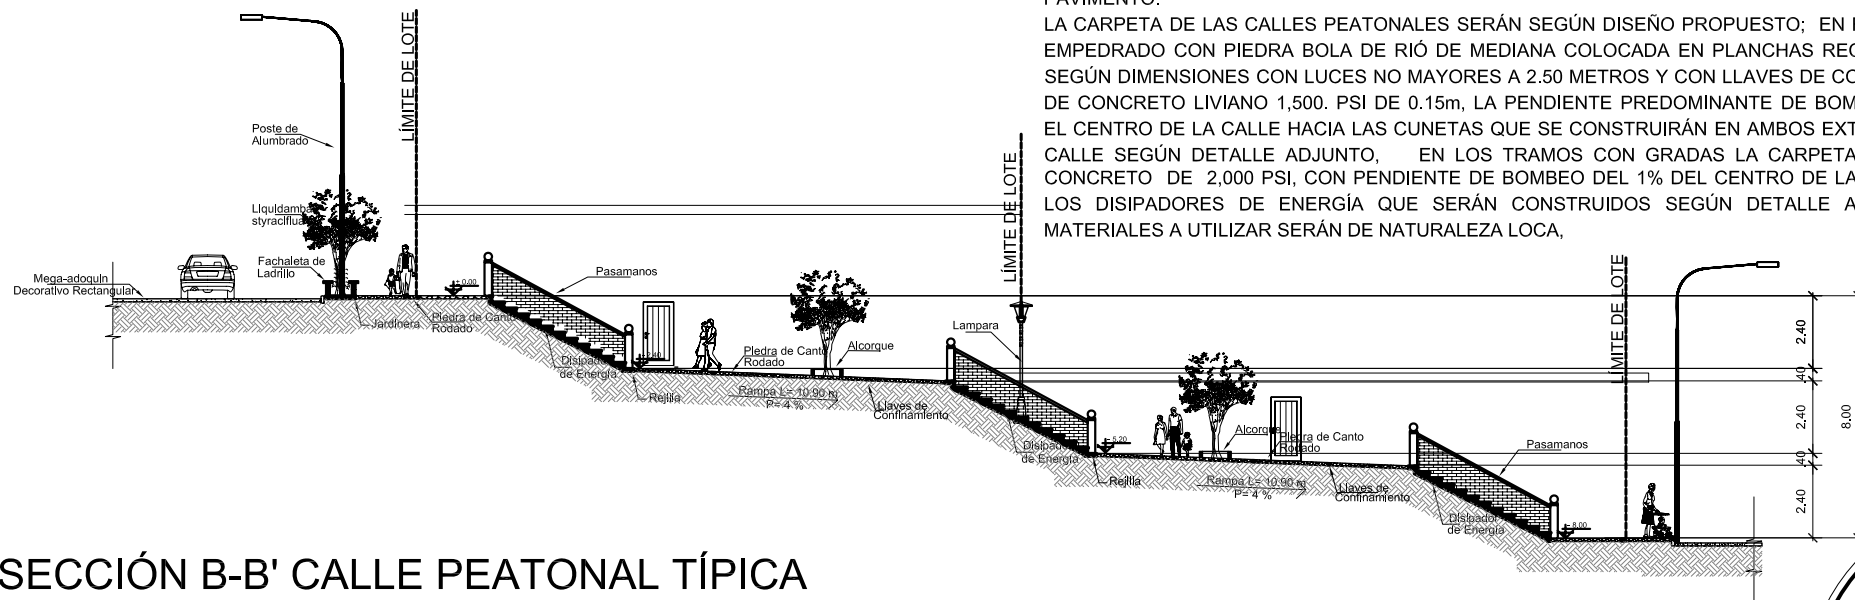 PAVIMENTO.
LA CARPETA DE LAS CALLES PEATONALES SERÁN SEGÚN DISEÑO PROPUESTO; EN
EMPEDRADO CON PIEDRA BOLA DE RIÓ DE MEDIANA COLOCADA EN PLANCHAS
SEGÚN DIMENSIONES CON LUCES NO MAYORES A 2.50 METROS Y CON LLAVES DE
DE CONCRETO LIVIANO 1,500. PSI DE 0.15m, LA PENDIENTE PREDOMINANTE DE
EL CENTRO DE LA CALLE HACIA LAS CUNETAS QUE SE CONSTRUIRÁN EN AMBOS
CALLE SEGÚN DETALLE ADJUNTO, EN LOS TRAMOS CON GRADAS LA CARPETA
CONCRETO DE 2,000 PSI, CON PENDIENTE DE BOMBEO DEL 1% DEL CENTRO DE LA
LOS DISIPADORES DE ENERGÍA QUE SERÁN CONSTRUIDOS SEGÚN DETALLE
MATERIALES A UTILIZAR SERÁN DE NATURALEZA LOCA,
LÍMITE DE LOTE
LÍMITE DE LOTE
LÍMITE DE LOTE
Poste de
Alumbrado
Liquidamba
styraciflua
Fachaleta de
Ladrillo
Mega-adoquin
Decorativo Rectangular
Jardinera
Piedra de Canto
Rodado
0.00
Pasamanos
Disipador
de Energía
2.40
Rejilla
Piedra de Canto
Rodado
Alcorque
Rampa L= 10.90 m
P= 4 %
Llaves de
Confinamiento
Lampara
Disipador
de Energía
5.20
Rejilla
Alcorque
Piedra de Canto
Rodado
Rampa L= 10.90 m
P= 4 %
Llaves de
Confinamiento
Pasamanos
Disipador
de Energía
8.00
2.40
.40
2.40
.40
2.40
8.00
SECCIÓN B-B' CALLE PEATONAL TÍPICA